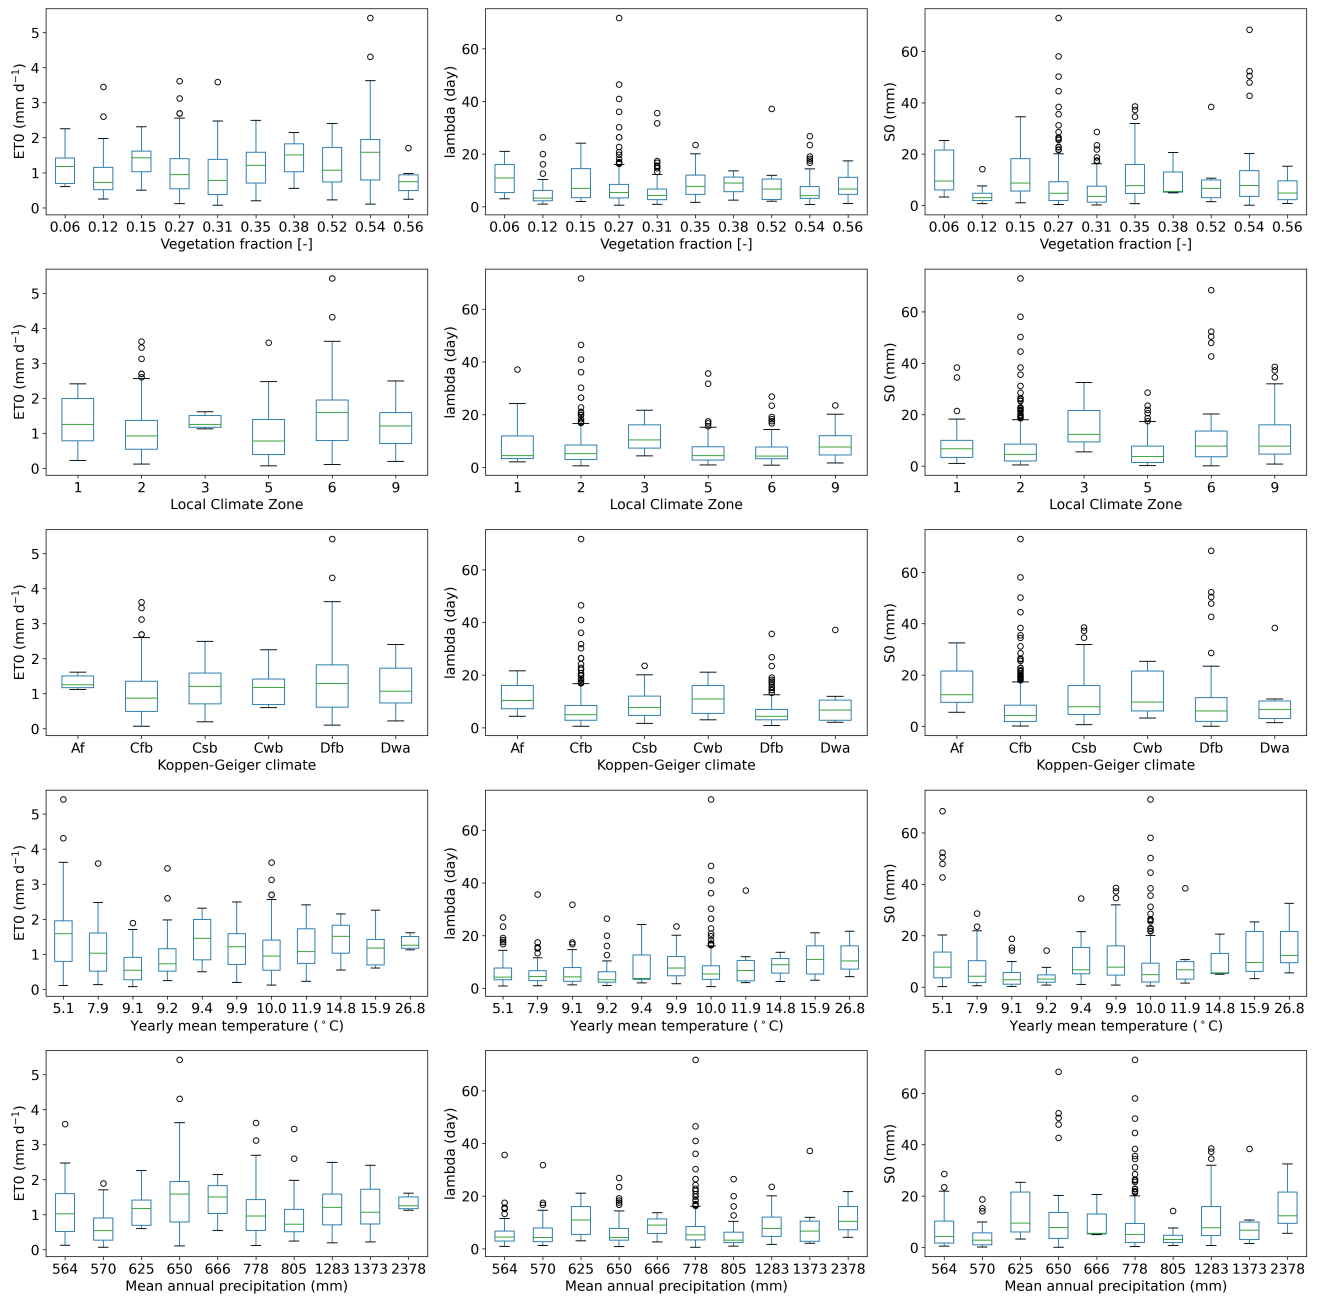 ET0 (mm d⁻¹)
5
4
3
2
1
0
0.06 0.12 0.15 0.27 0.31 0.35 0.38 0.52 0.54 0.56
Vegetation fraction [-]
lambda (day)
60
40
20
0
0.06 0.12 0.15 0.27 0.31 0.35 0.38 0.52 0.54 0.56
Vegetation fraction [-]
S0 (mm)
60
40
20
0
0.06 0.12 0.15 0.27 0.31 0.35 0.38 0.52 0.54 0.56
Vegetation fraction [-]
ET0 (mm d⁻¹)
5
4
3
2
1
0
1 2 3 5 6 9
Local Climate Zone
lambda (day)
60
40
20
0
1 2 3 5 6 9
Local Climate Zone
S0 (mm)
60
40
20
0
1 2 3 5 6 9
Local Climate Zone
ET0 (mm d⁻¹)
5
4
3
2
1
0
Af Cfb Csb Cwb Dfb Dwa
Koppen-Geiger climate
lambda (day)
60
40
20
0
Af Cfb Csb Cwb Dfb Dwa
Koppen-Geiger climate
S0 (mm)
60
40
20
0
Af Cfb Csb Cwb Dfb Dwa
Koppen-Geiger climate
ET0 (mm d⁻¹)
5
4
3
2
1
0
5.1 7.9 9.1 9.2 9.4 9.9 10.0 11.9 14.8 15.9 26.8
Yearly mean temperature (°C)
lambda (day)
60
40
20
0
5.1 7.9 9.1 9.2 9.4 9.9 10.0 11.9 14.8 15.9 26.8
Yearly mean temperature (°C)
S0 (mm)
60
40
20
0
5.1 7.9 9.1 9.2 9.4 9.9 10.0 11.9 14.8 15.9 26.8
Yearly mean temperature (°C)
ET0 (mm d⁻¹)
5
4
3
2
1
0
564 570 625 650 666 778 805 1283 1373 2378
Mean annual precipitation (mm)
lambda (day)
60
40
20
0
564 570 625 650 666 778 805 1283 1373 2378
Mean annual precipitation (mm)
S0 (mm)
60
40
20
0
564 570 625 650 666 778 805 1283 1373 2378
Mean annual precipitation (mm)